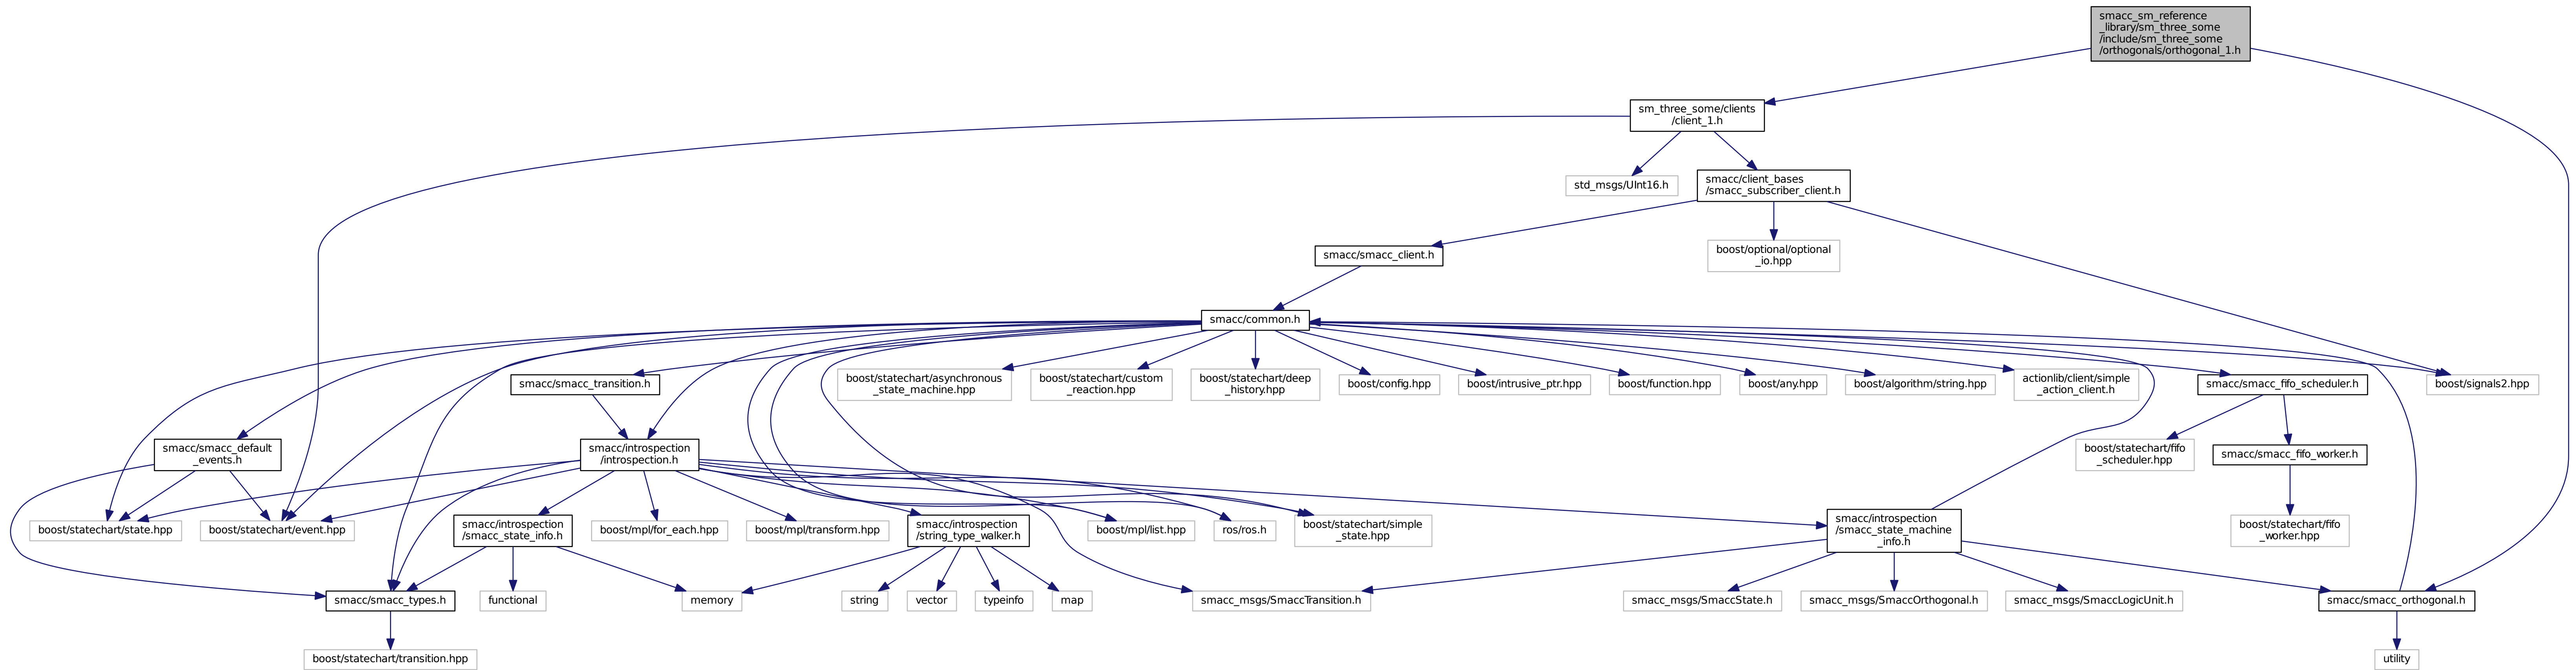 smacc_sm_reference
_library/sm_three_some
/include/sm_three_some
/orthogonals/orthogonal_1.h
sm_three_some/clients
/client_1.h
std_msgs/UInt16.h
smacc/client_bases
/smacc_subscriber_client.h
smacc/smacc_client.h
boost/optional/optional
_io.hpp
smacc/common.h
smacc/smacc_transition.h
boost/statechart/asynchronous
_state_machine.hpp
boost/statechart/custom
_reaction.hpp
boost/statechart/deep
_history.hpp
boost/config.hpp
boost/intrusive_ptr.hpp
boost/function.hpp
boost/any.hpp
boost/algorithm/string.hpp
actionlib/client/simple
_action_client.h
smacc/smacc_fifo_scheduler.h
boost/signals2.hpp
smacc/smacc_default
_events.h
smacc/introspection
/introspection.h
boost/statechart/fifo
_scheduler.hpp
smacc/smacc_fifo_worker.h
boost/statechart/state.hpp
boost/statechart/event.hpp
smacc/introspection
/smacc_state_info.h
boost/mpl/for_each.hpp
boost/mpl/transform.hpp
smacc/introspection
/string_type_walker.h
boost/mpl/list.hpp
ros/ros.h
boost/statechart/simple
_state.hpp
smacc/introspection
/smacc_state_machine
_info.h
boost/statechart/fifo
_worker.hpp
smacc/smacc_types.h
functional
memory
string
vector
typeinfo
map
smacc_msgs/SmaccTransition.h
smacc_msgs/SmaccState.h
smacc_msgs/SmaccOrthogonal.h
smacc_msgs/SmaccLogicUnit.h
smacc/smacc_orthogonal.h
boost/statechart/transition.hpp
utility